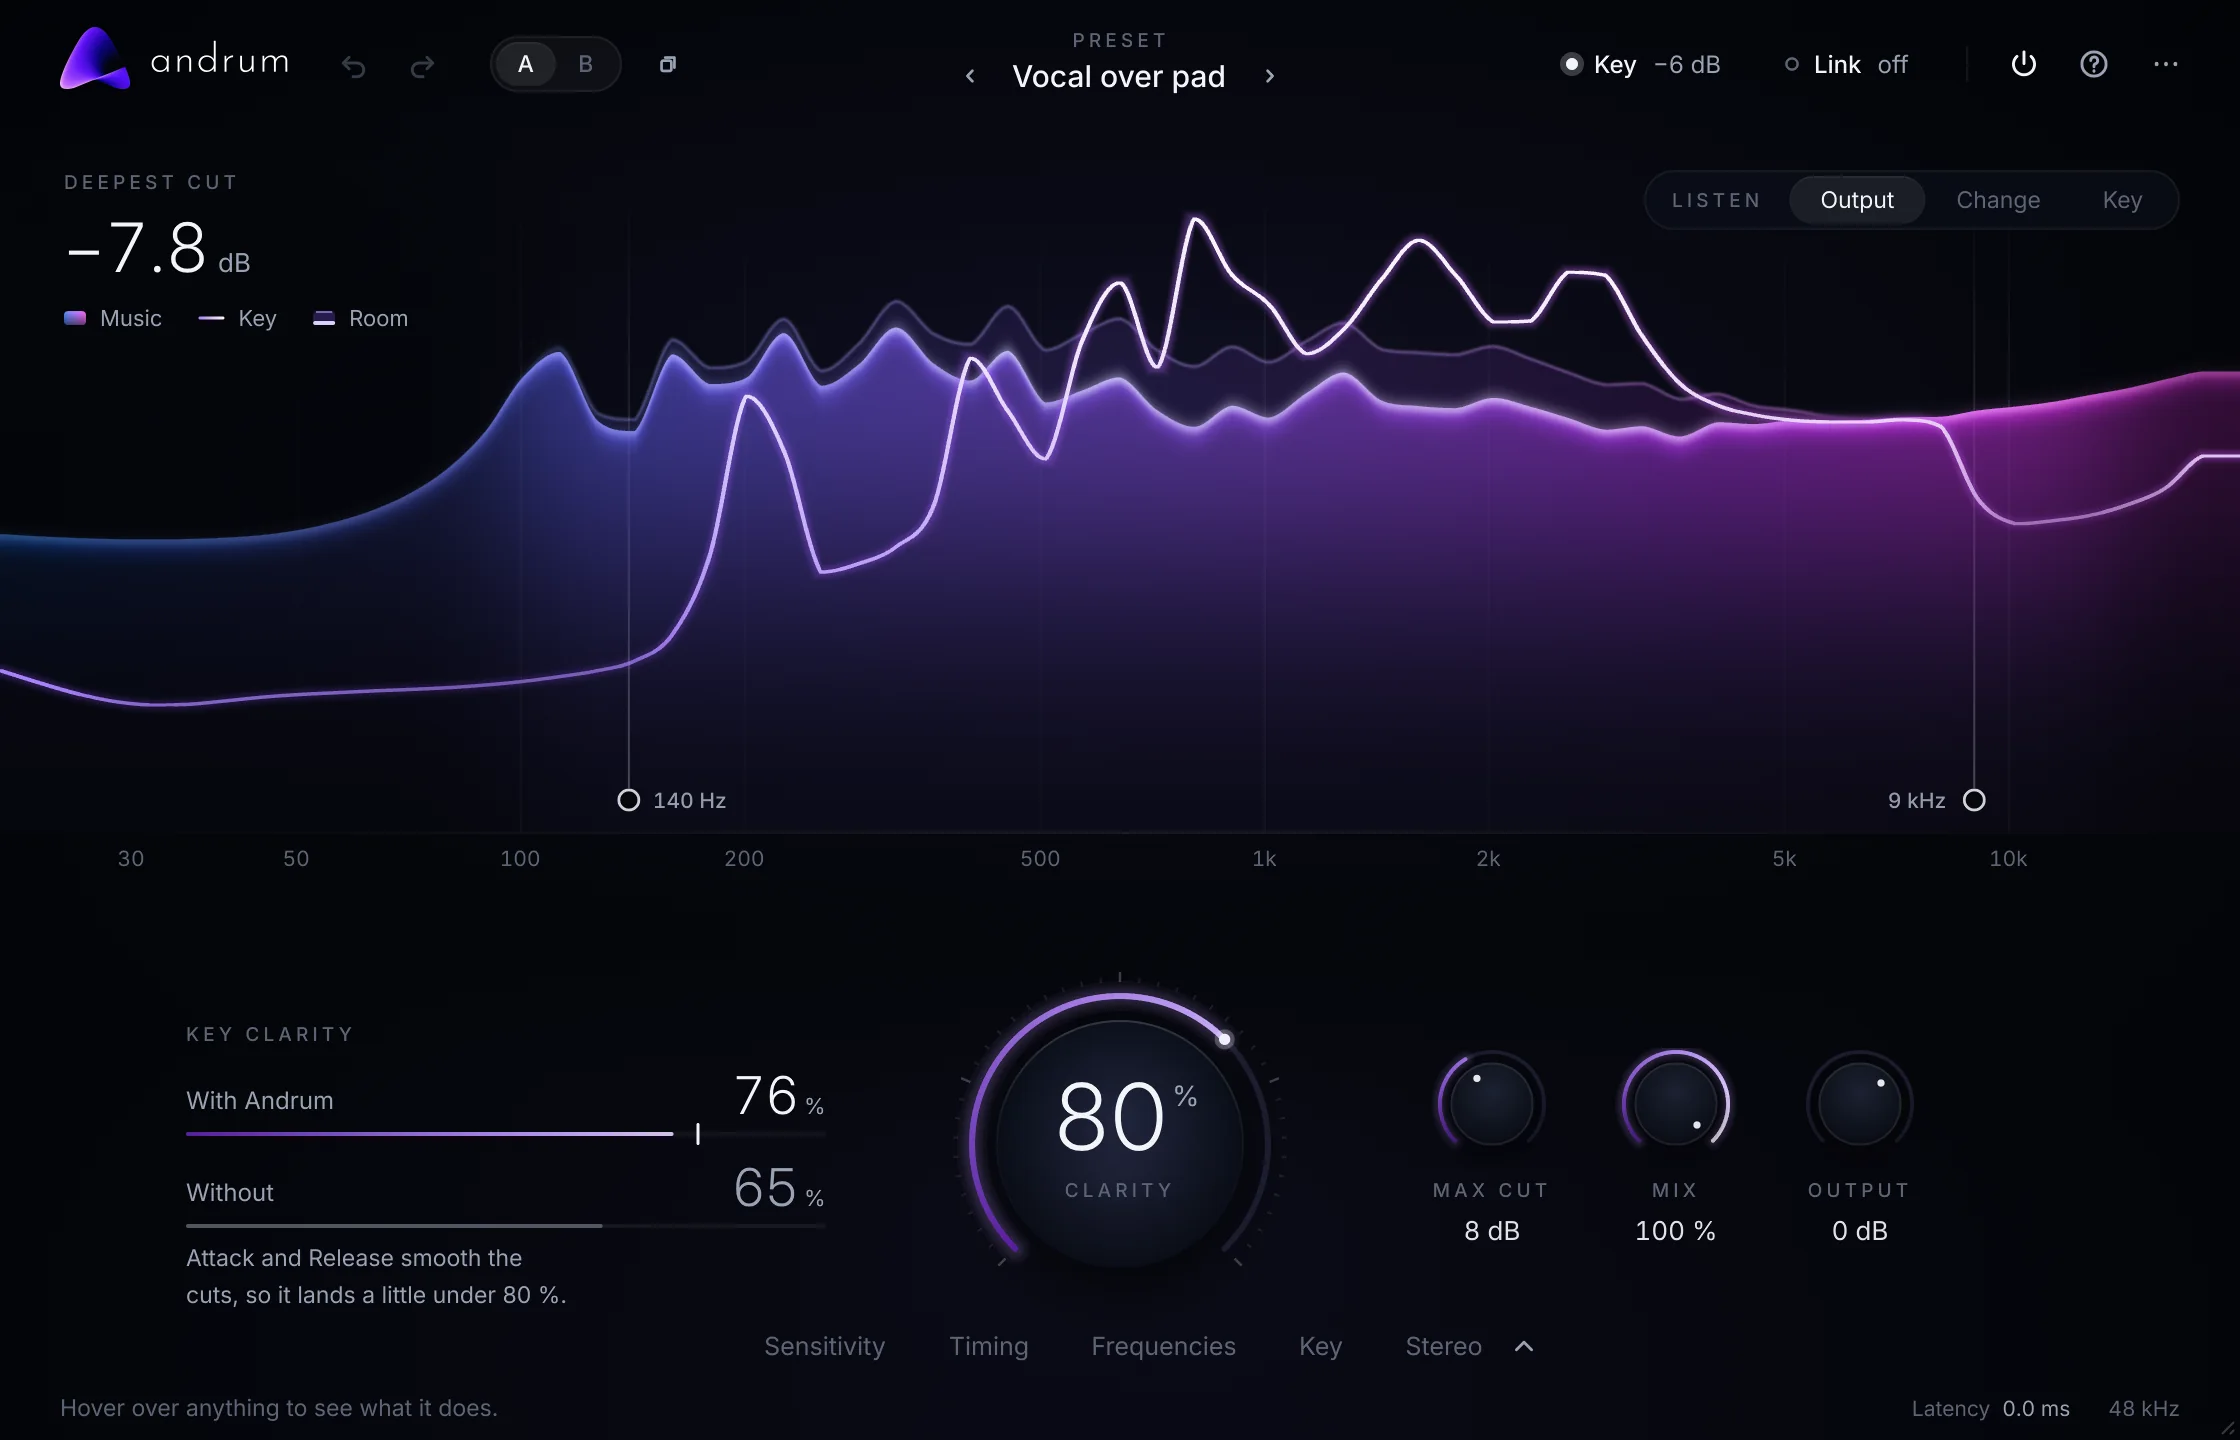 andrum
A B
PRESET
Vocal over pad
Key −6 dB
Link off
DEEPEST CUT
−7.8 dB
Music Key Room
LISTEN Output Change Key
140 Hz
9 kHz
30 50 100 200 500 1k 2k 5k 10k
KEY CLARITY
With Andrum 76 %
Without 65 %
Attack and Release smooth the
cuts, so it lands a little under 80 %.
80 %
CLARITY
MAX CUT MIX OUTPUT
8 dB 100 % 0 dB
Sensitivity Timing Frequencies Key Stereo
Hover over anything to see what it does.
Latency 0.0 ms 48 kHz